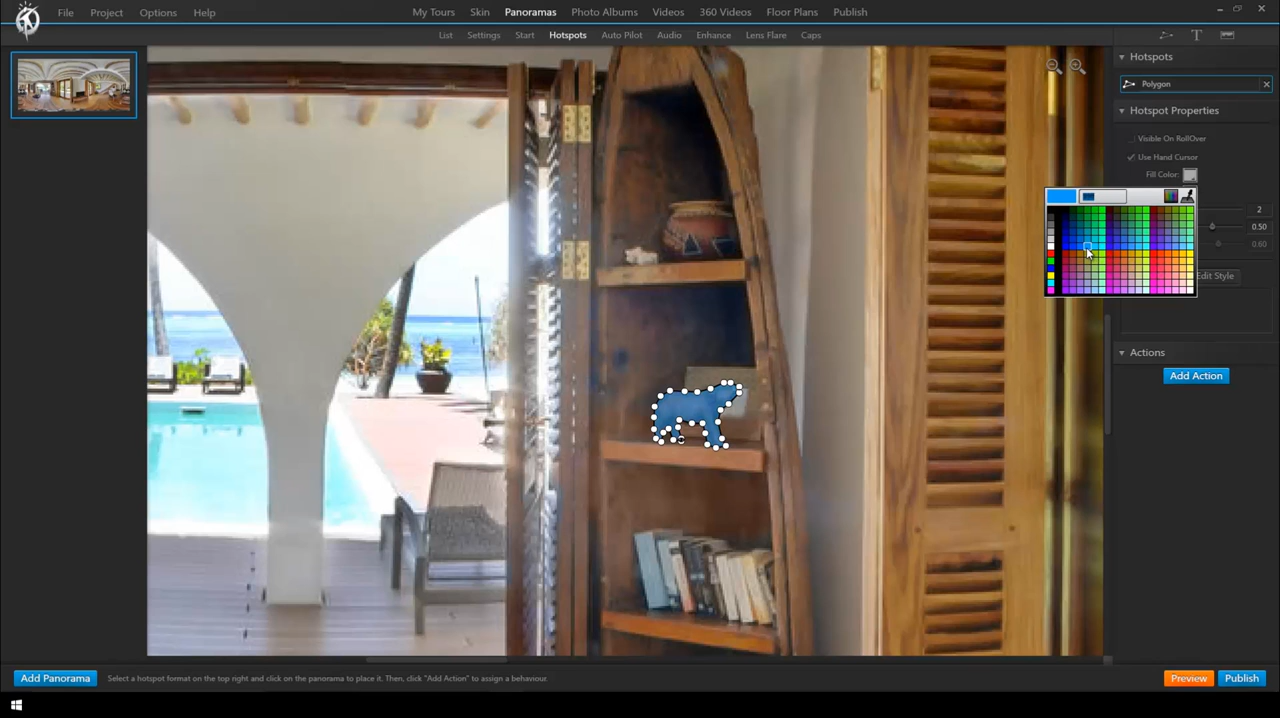 File Project Options Help
My Tours Skin Panoramas Photo Albums Videos 360 Videos Floor Plans Publish
List Settings Start Hotspots Auto Pilot Audio Enhance Lens Flare Caps
T
Hotspots
Polygon
Hotspot Properties
Visible On RollOver
Use Hand Cursor
Fill Color:
2
0.50
0.60
Edit Style
Actions
Add Action
Add Panorama
Select a hotspot format on the top right and click on the panorama to place it. Then, click "Add Action" to assign a behaviour.
Preview
Publish